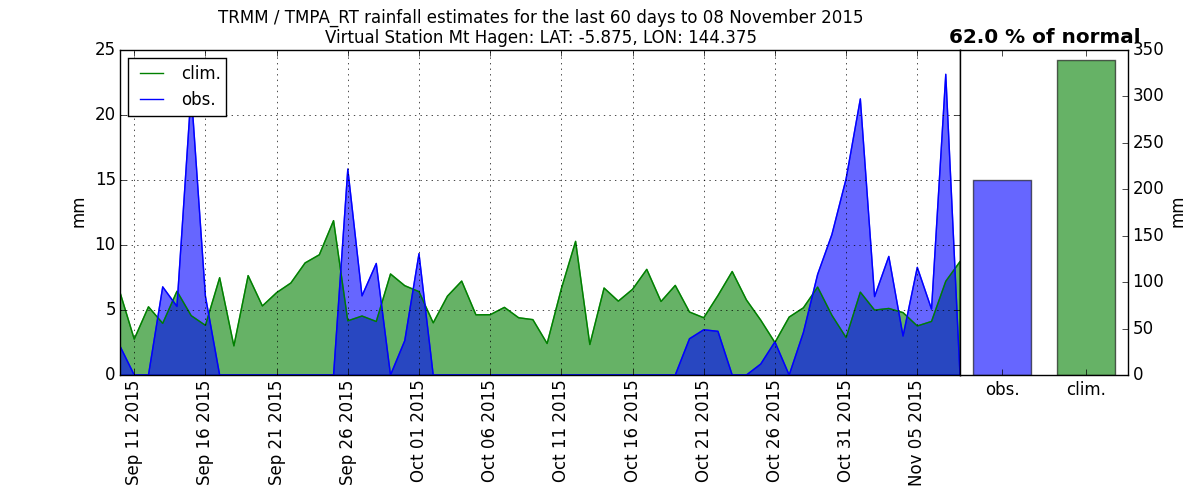 TRMM / TMPA_RT rainfall estimates for the last 60 days to 08 November 2015
Virtual Station Mt Hagen: LAT: -5.875, LON: 144.375
62.0 % of normal
clim.
obs.
mm
25
20
15
10
5
0
Sep 11 2015
Sep 16 2015
Sep 21 2015
Sep 26 2015
Oct 01 2015
Oct 06 2015
Oct 11 2015
Oct 16 2015
Oct 21 2015
Oct 26 2015
Oct 31 2015
Nov 05 2015
350
300
250
200
150
100
50
0
mm
obs.
clim.